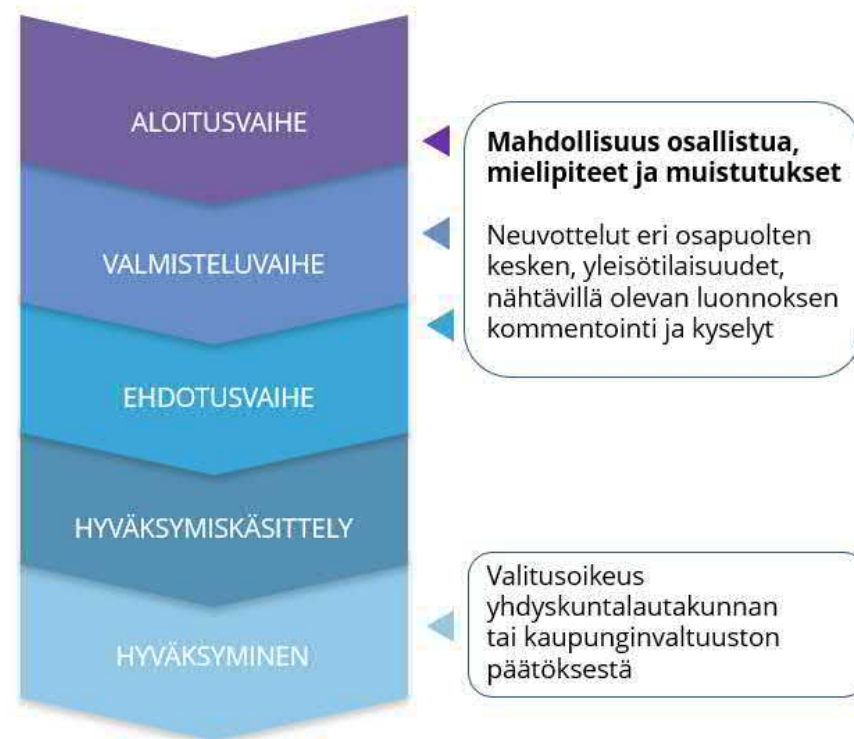 ALOITUSVAIHE
Mahdollisuus osallistua,
mielipiteet ja muistutukset
VALMISTELUVAIHE
Neuvottelut eri osapuolten
kesken, yleisötilaisuudet,
nähtävillä olevan luonnoksen
kommentointi ja kyselyt
EHDOTUSVAIHE
HYVÄKSYMISKÄSITTELY
HYVÄKSYMINEN
Valitusoikeus
yhdyskuntalautakunnan
tai kaupunginvaltuuston
päätöksestä